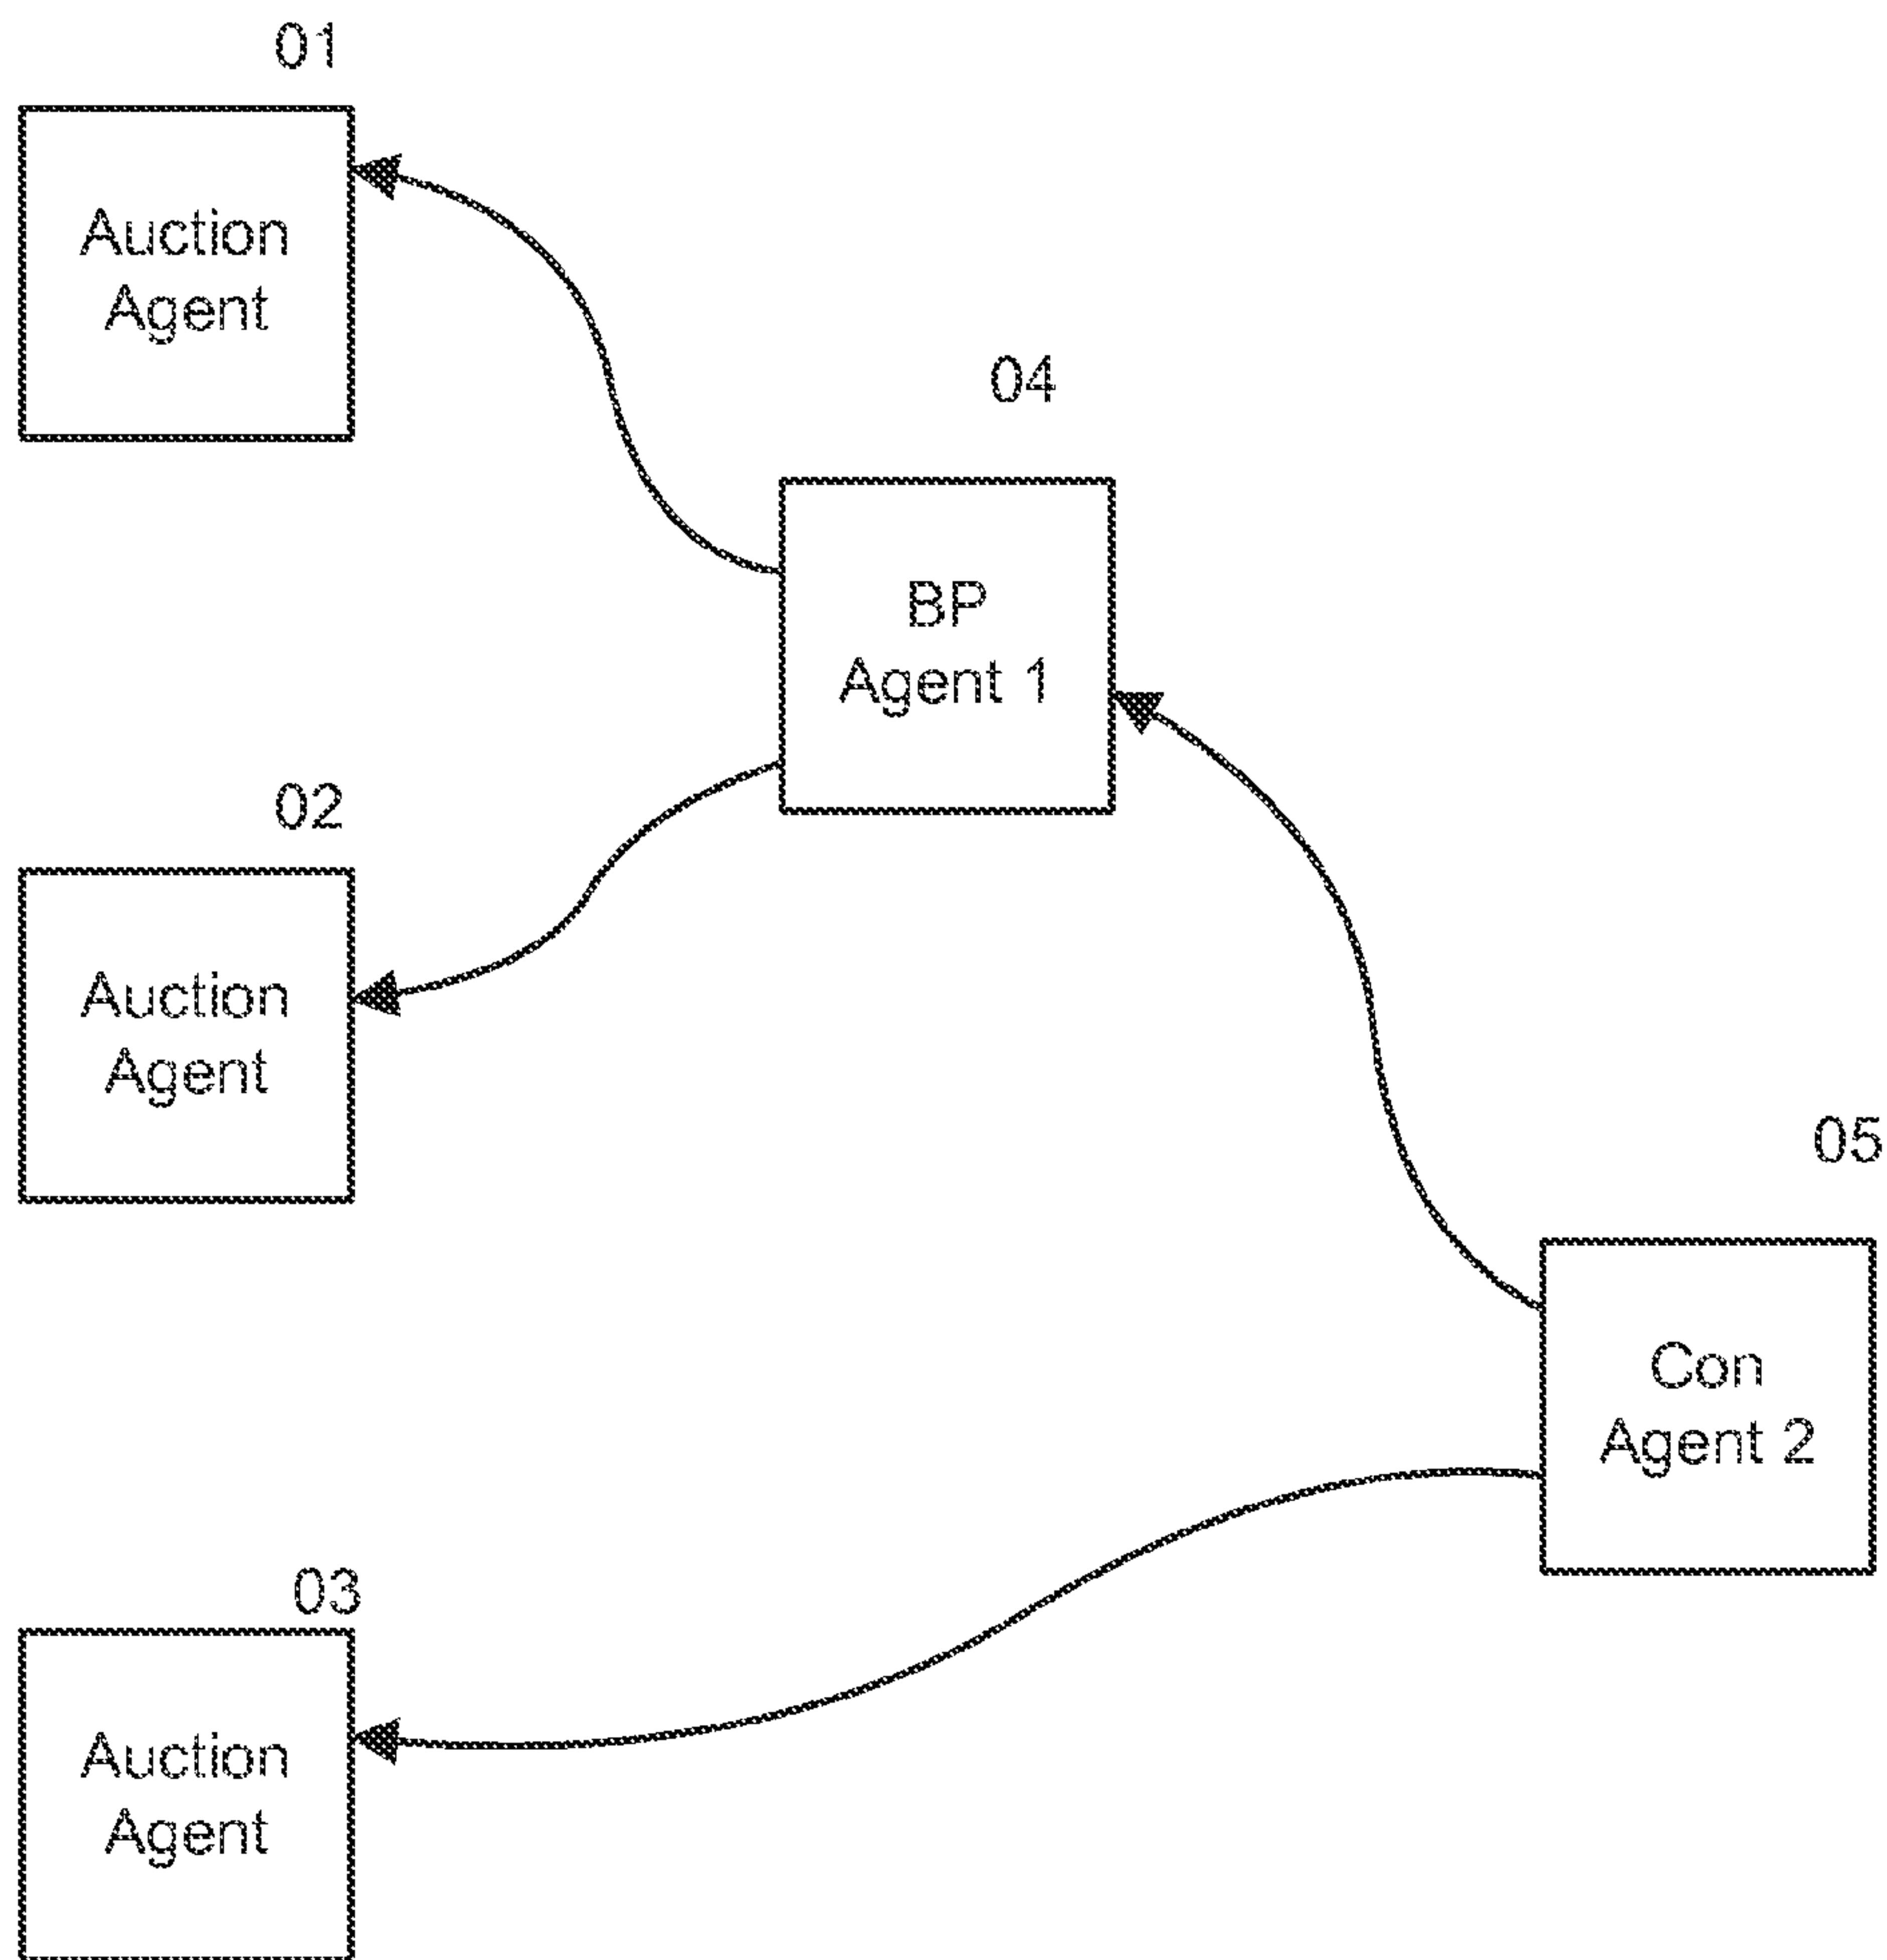 01
Auction
Agent
04
BP
Agent 1
02
Auction
Agent
05
Con
Agent 2
03
Auction
Agent